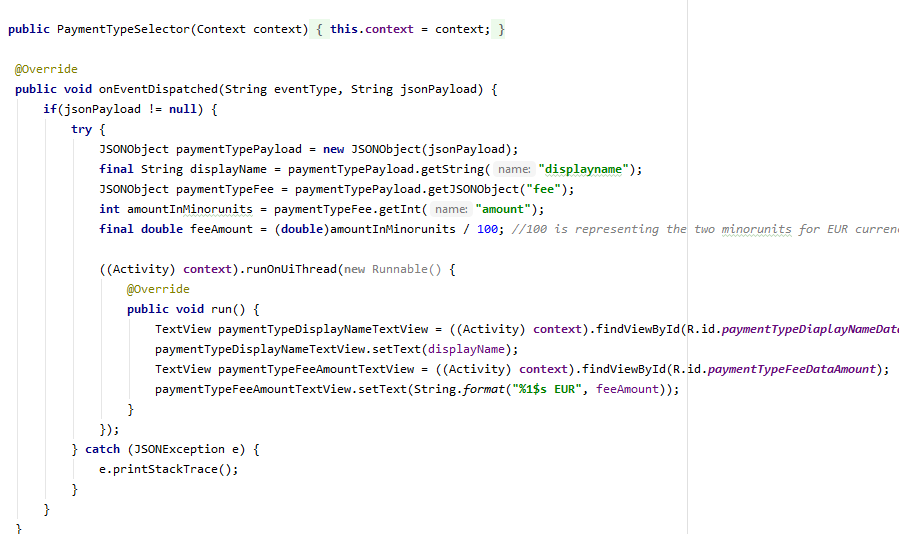 public PaymentTypeSelector(Context context) { this.context = context; }
@Override
public void onEventDispatched(String eventType, String jsonPayload) {
if(jsonPayload != null) {
try {
JSONObject paymentTypePayload = new JSONObject(jsonPayload);
final String displayName = paymentTypePayload.getString( name: "displayname");
JSONObject paymentTypeFee = paymentTypePayload.getJSONObject("fee");
int amountInMinorunits = paymentTypeFee.getInt( name: "amount");
final double feeAmount = (double)amountInMinorunits / 100; //100 is representing the two minorunits for EUR currenc
((Activity) context).runOnUiThread(new Runnable() {
@Override
public void run() {
TextView paymentTypeDisplayNameTextView = ((Activity) context).findViewById(R.id.paymentTypeDiaplayNameData
paymentTypeDisplayNameTextView.setText(displayName);
TextView paymentTypeFeeAmountTextView = ((Activity) context).findViewById(R.id.paymentTypeFeeDataAmount);
paymentTypeFeeAmountTextView.setText(String.format("%1$s EUR", feeAmount));
}
});
} catch (JSONException e) {
e.printStackTrace();
}
}
}